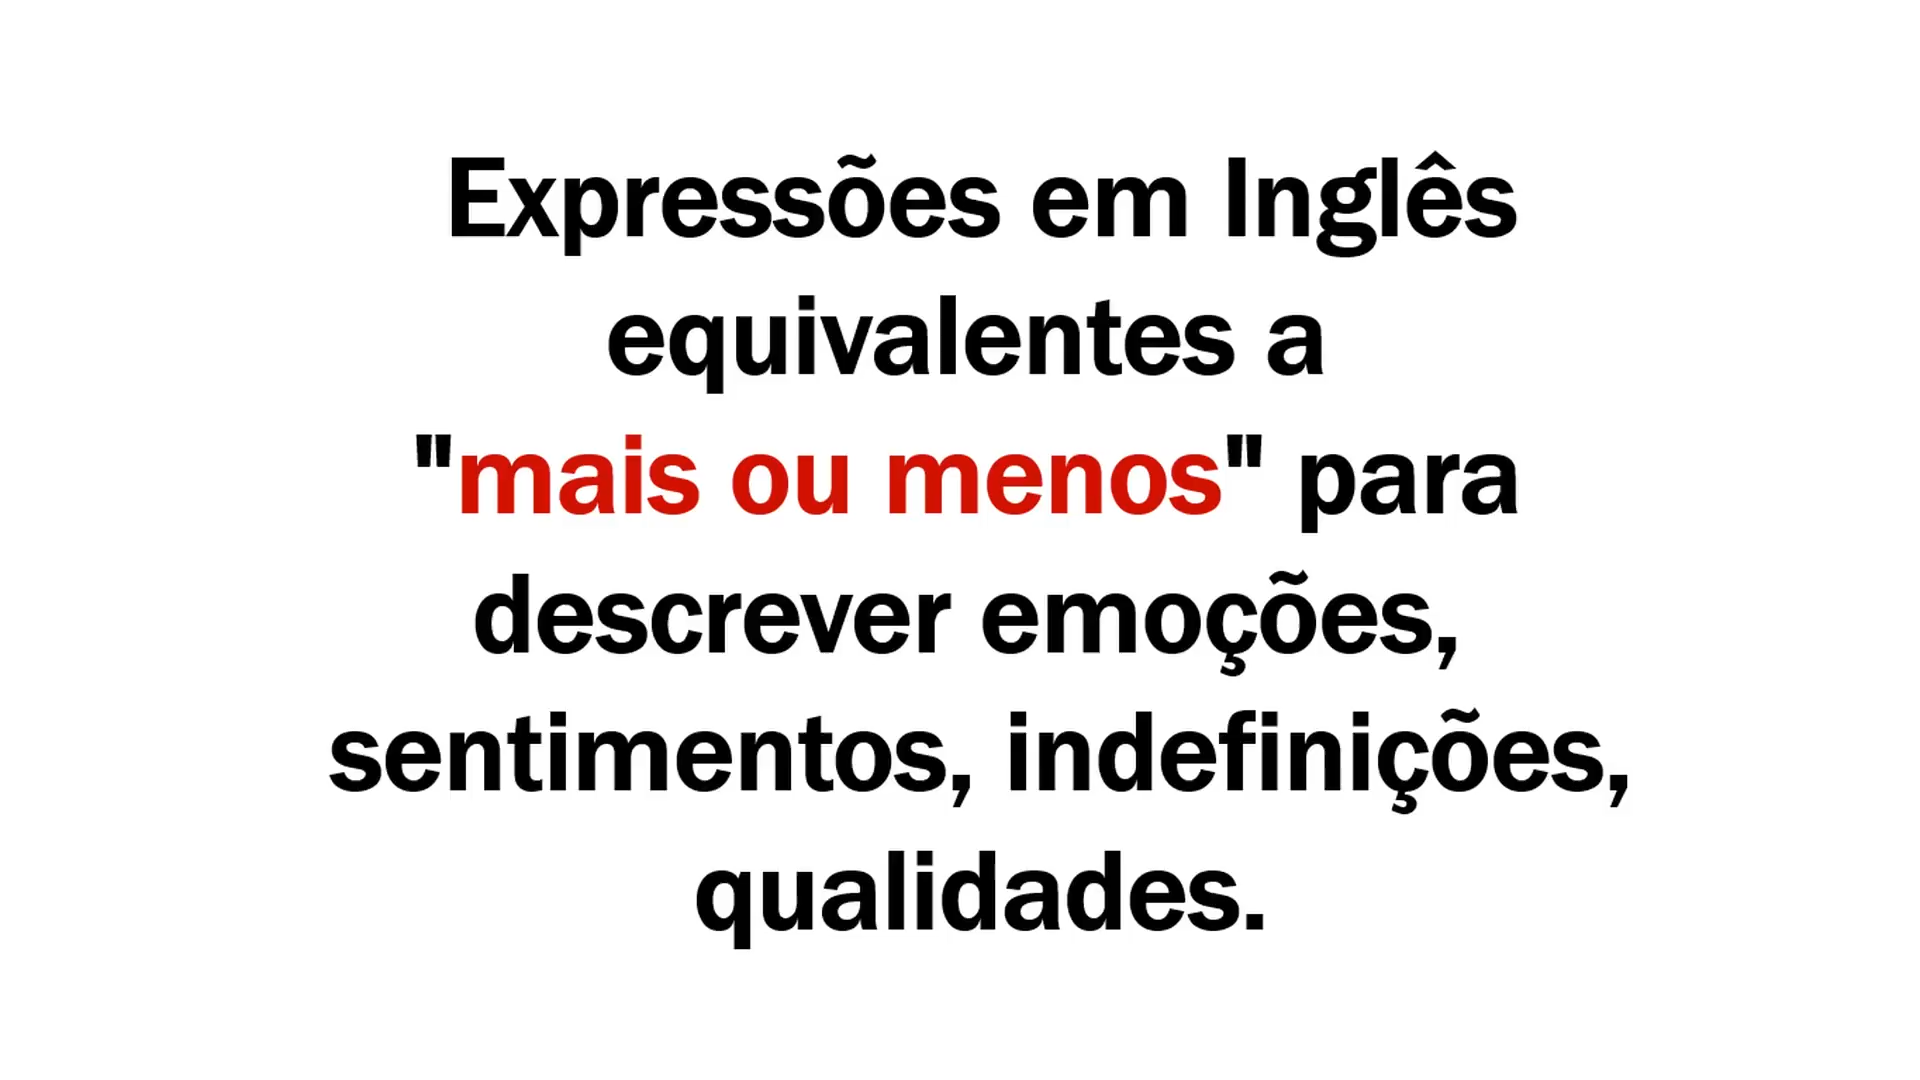 Expressões em Inglês
equivalentes a
"mais ou menos" para
descrever emoções,
sentimentos, indefinições,
qualidades.